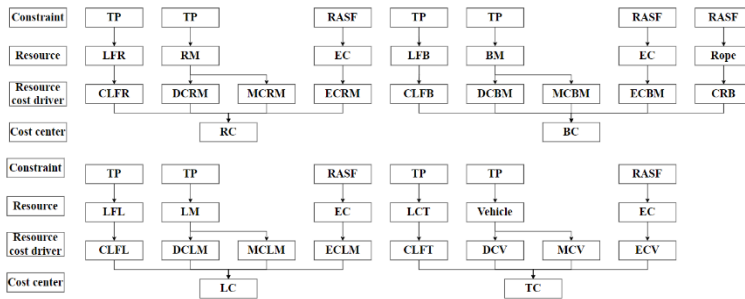 Constraint TP TP RASF TP TP RASF RASF
Resource LFR RM EC LFB BM EC Rope
Resource
cost driver CLFR DCRM MCRM ECRM CLFB DCBM MCBM ECBM CRB
Cost center RC BC
Constraint TP TP RASF TP TP RASF
Resource LFL LM EC LCT Vehicle EC
Resource
cost driver CLFL DCLM MCLM ECLM CLFT DCV MCV ECV
Cost center LC TC